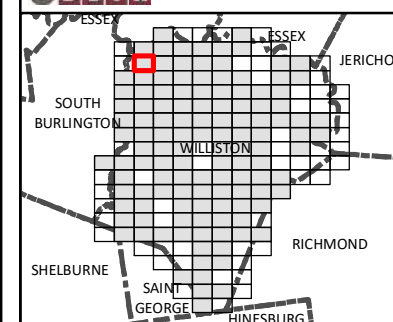 ESSEX
ESSEX
JERICHO
SOUTH
BURLINGTON
WILLISTON
RICHMOND
SHELBURNE
SAINT
GEORGE
HINESBURG